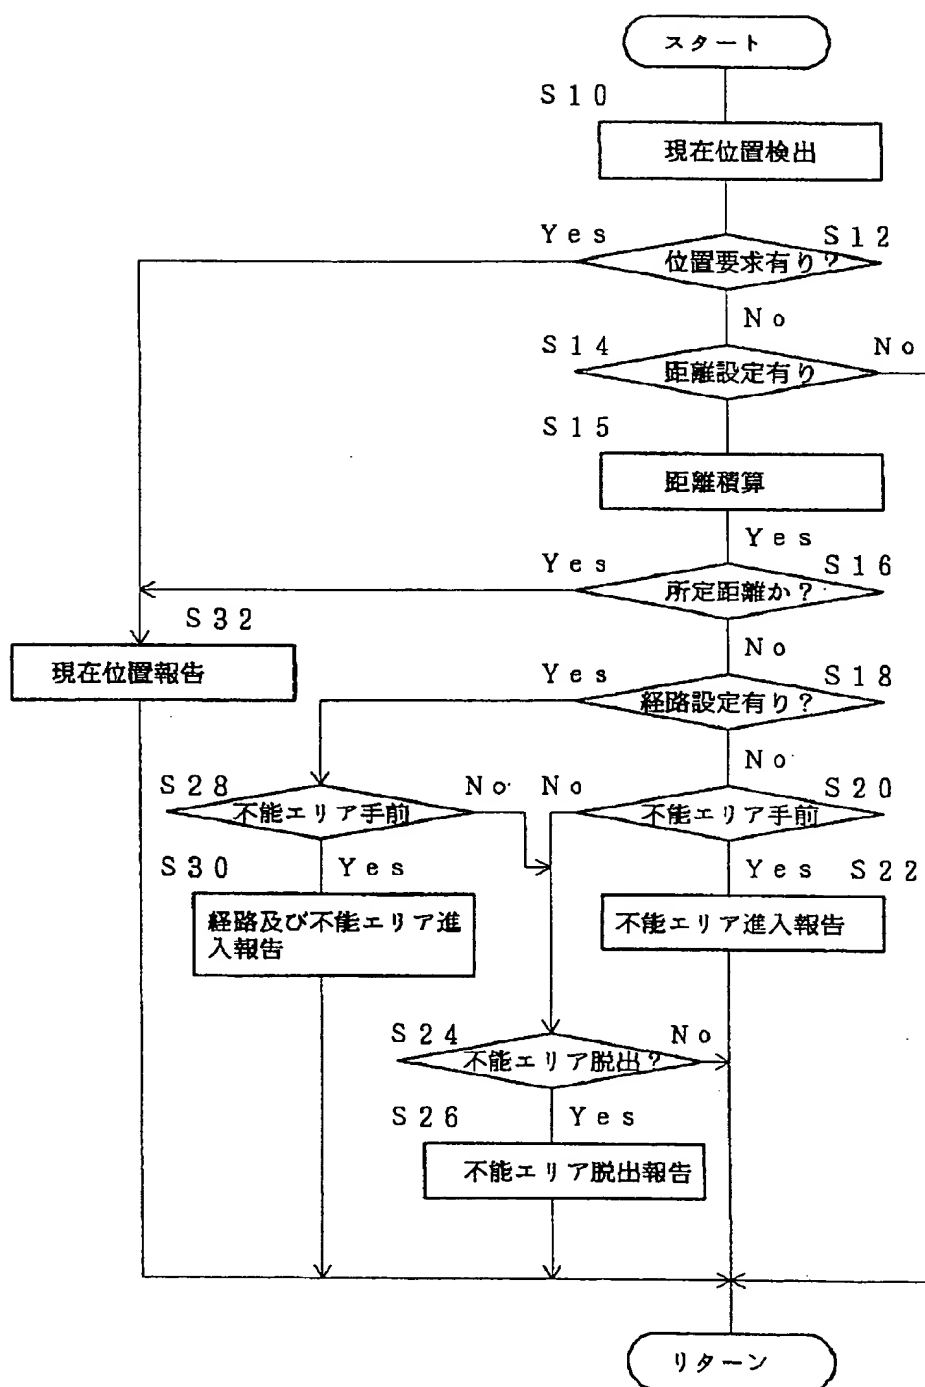 スタート
S10
現在位置検出
Yes
S12
位置要求有り?
No
S14
No
距離設定有り
S15
距離積算
Yes
Yes
S16
所定距離か?
S32
No
現在位置報告
Yes
S18
経路設定有り?
No
S28
No
No
S20
不能エリア手前
不能エリア手前
S30
Yes
Yes
S22
経路及び不能エリア進
入報告
不能エリア進入報告
S24
No
不能エリア脱出?
S26
Yes
不能エリア脱出報告
リターン